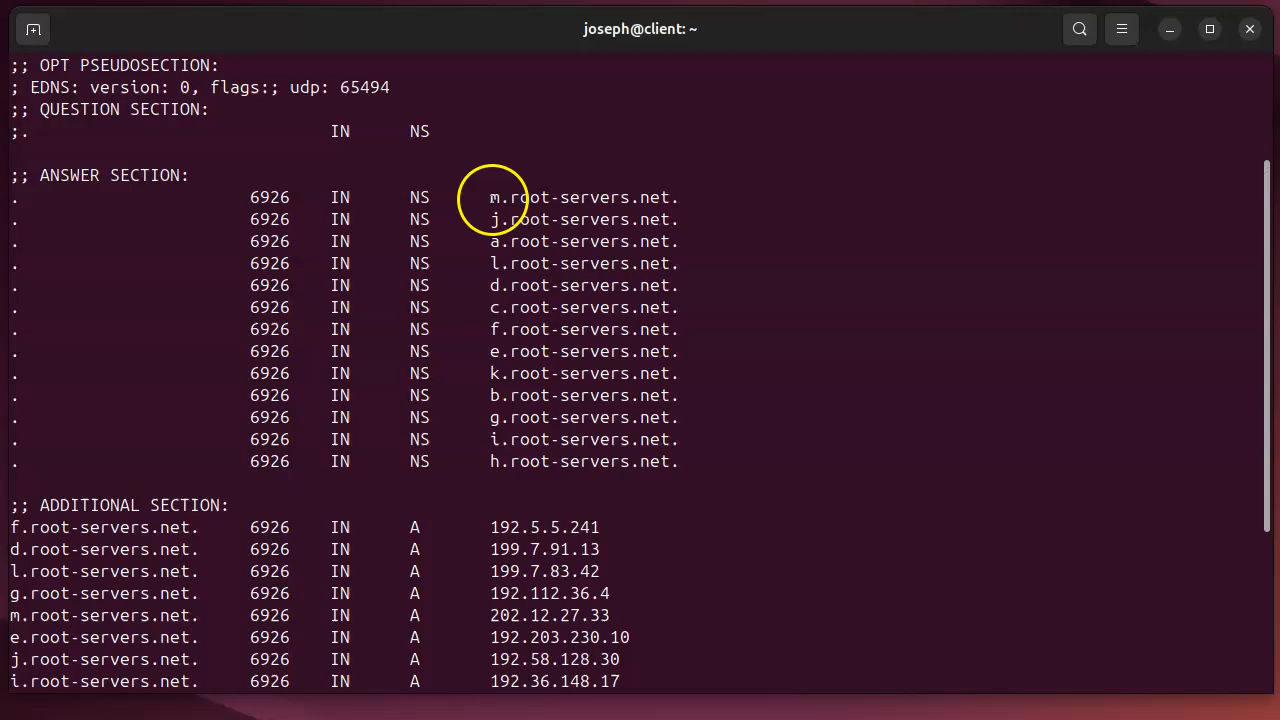 joseph@client: ~
;; OPT PSEUDOSECTION:
; EDNS: version: 0, flags:; udp: 65494
;; QUESTION SECTION:
;. IN NS
;; ANSWER SECTION:
. 6926 IN NS m.root-servers.net.
. 6926 IN NS j.root-servers.net.
. 6926 IN NS a.root-servers.net.
. 6926 IN NS l.root-servers.net.
. 6926 IN NS d.root-servers.net.
. 6926 IN NS c.root-servers.net.
. 6926 IN NS f.root-servers.net.
. 6926 IN NS e.root-servers.net.
. 6926 IN NS k.root-servers.net.
. 6926 IN NS b.root-servers.net.
. 6926 IN NS g.root-servers.net.
. 6926 IN NS i.root-servers.net.
. 6926 IN NS h.root-servers.net.
;; ADDITIONAL SECTION:
f.root-servers.net. 6926 IN A 192.5.5.241
d.root-servers.net. 6926 IN A 199.7.91.13
l.root-servers.net. 6926 IN A 199.7.83.42
g.root-servers.net. 6926 IN A 192.112.36.4
m.root-servers.net. 6926 IN A 202.12.27.33
e.root-servers.net. 6926 IN A 192.203.230.10
j.root-servers.net. 6926 IN A 192.58.128.30
i.root-servers.net. 6926 IN A 192.36.148.17